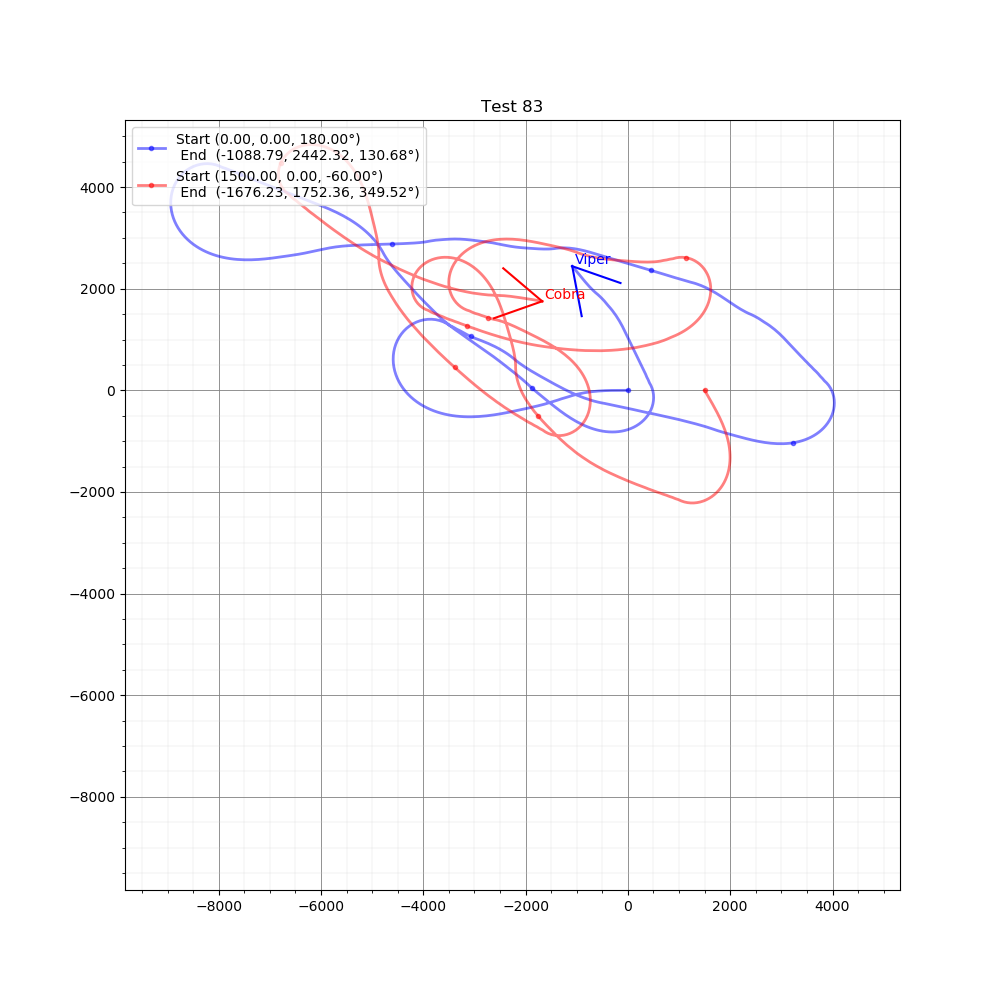 Test 83
Start (0.00, 0.00, 180.00°)
End  (-1088.79, 2442.32, 130.68°)
Start (1500.00, 0.00, -60.00°)
End  (-1676.23, 1752.36, 349.52°)
Viper
Cobra
4000
2000
0
−2000
−4000
−6000
−8000
−8000 −6000 −4000 −2000 0 2000 4000